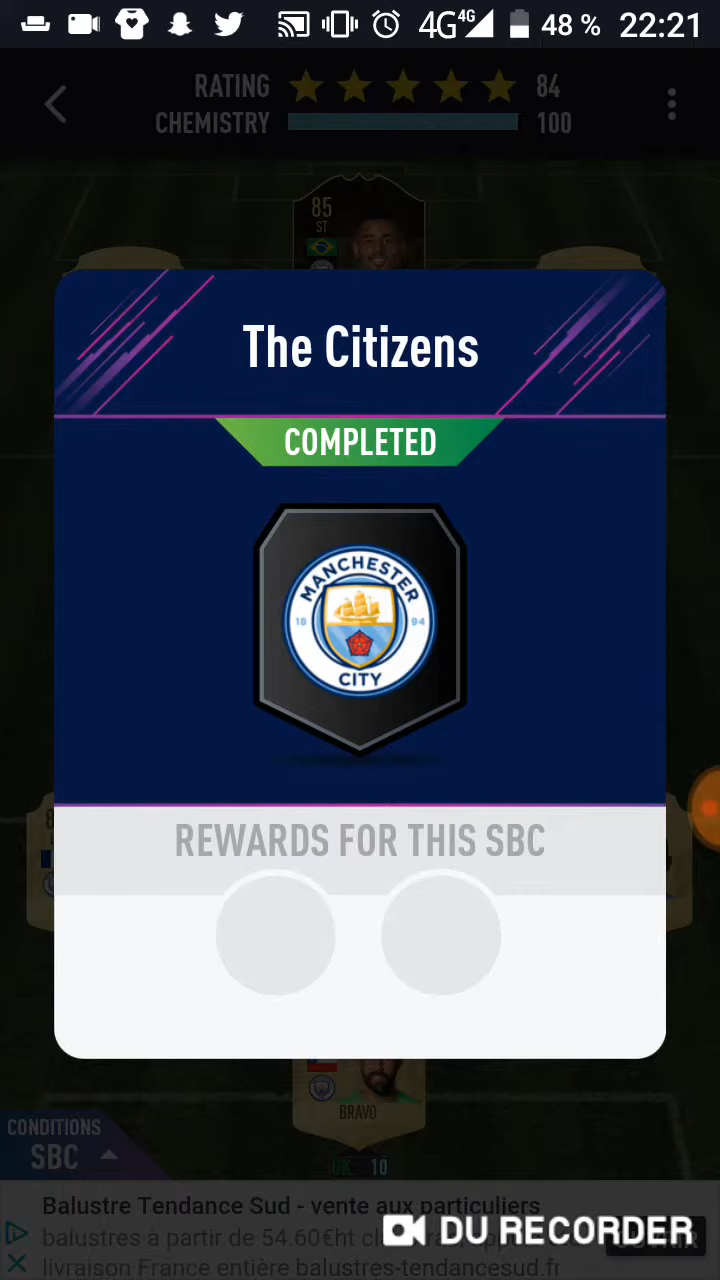 4G 4G 48 % 22:21
RATING 84
CHEMISTRY 100
85
ST
The Citizens
COMPLETED
MANCHESTER
18 94
CITY
REWARDS FOR THIS SBC
BRAVO
GK 10
CONDITIONS
SBC
Balustre Tendance Sud - vente aux particuliers
balustres à partir de 54.60€ht
livraison France entière balustres-tendancesud.fr
DU RECORDER